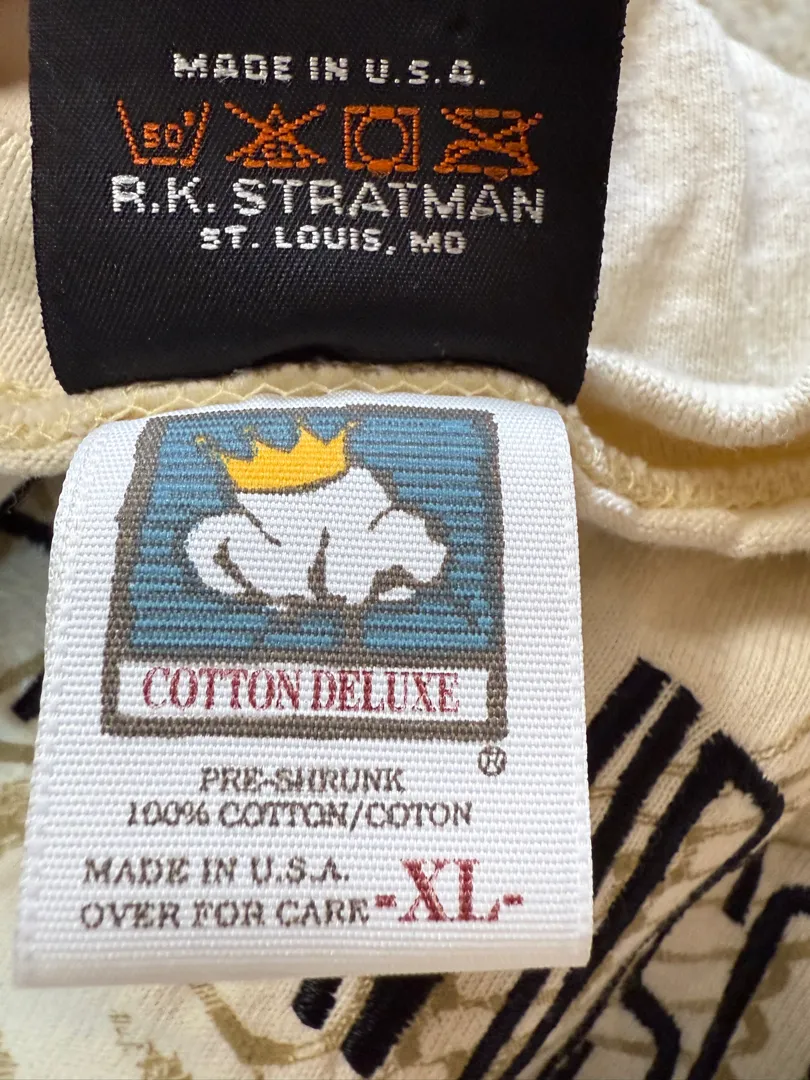 MADE IN U.S.A.
50°
CL
R.K. STRATMAN
ST. LOUIS, MO
COTTON DELUXE
®
PRE-SHRUNK
100% COTTON/COTON
MADE IN U.S.A.
OVER FOR CARE -XL-